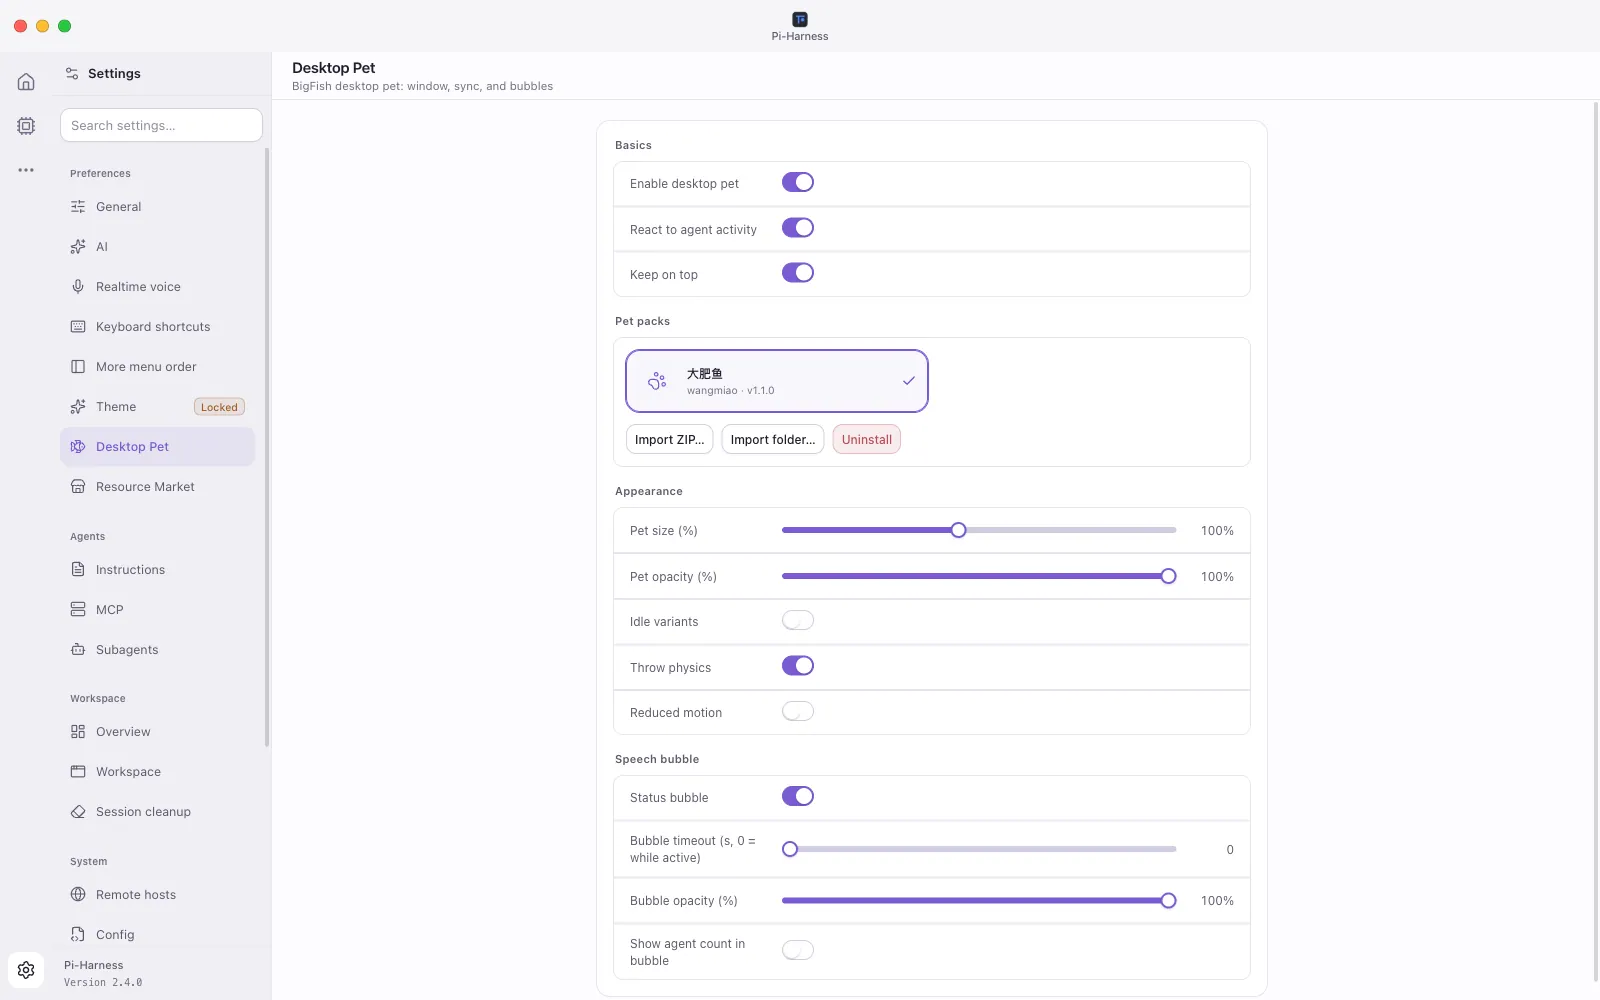 Pi-Harness
Settings
Search settings...
Preferences
General
AI
Realtime voice
Keyboard shortcuts
More menu order
Theme
Locked
Desktop Pet
Resource Market
Agents
Instructions
MCP
Subagents
Workspace
Overview
Workspace
Session cleanup
System
Remote hosts
Config
Pi-Harness
Version 2.4.0
Desktop Pet
BigFish desktop pet: window, sync, and bubbles
Basics
Enable desktop pet
React to agent activity
Keep on top
Pet packs
大肥鱼
wangmiao · v1.1.0
Import ZIP... Import folder... Uninstall
Appearance
Pet size (%) 100%
Pet opacity (%) 100%
Idle variants
Throw physics
Reduced motion
Speech bubble
Status bubble
Bubble timeout (s, 0 =
while active) 0
Bubble opacity (%) 100%
Show agent count in
bubble